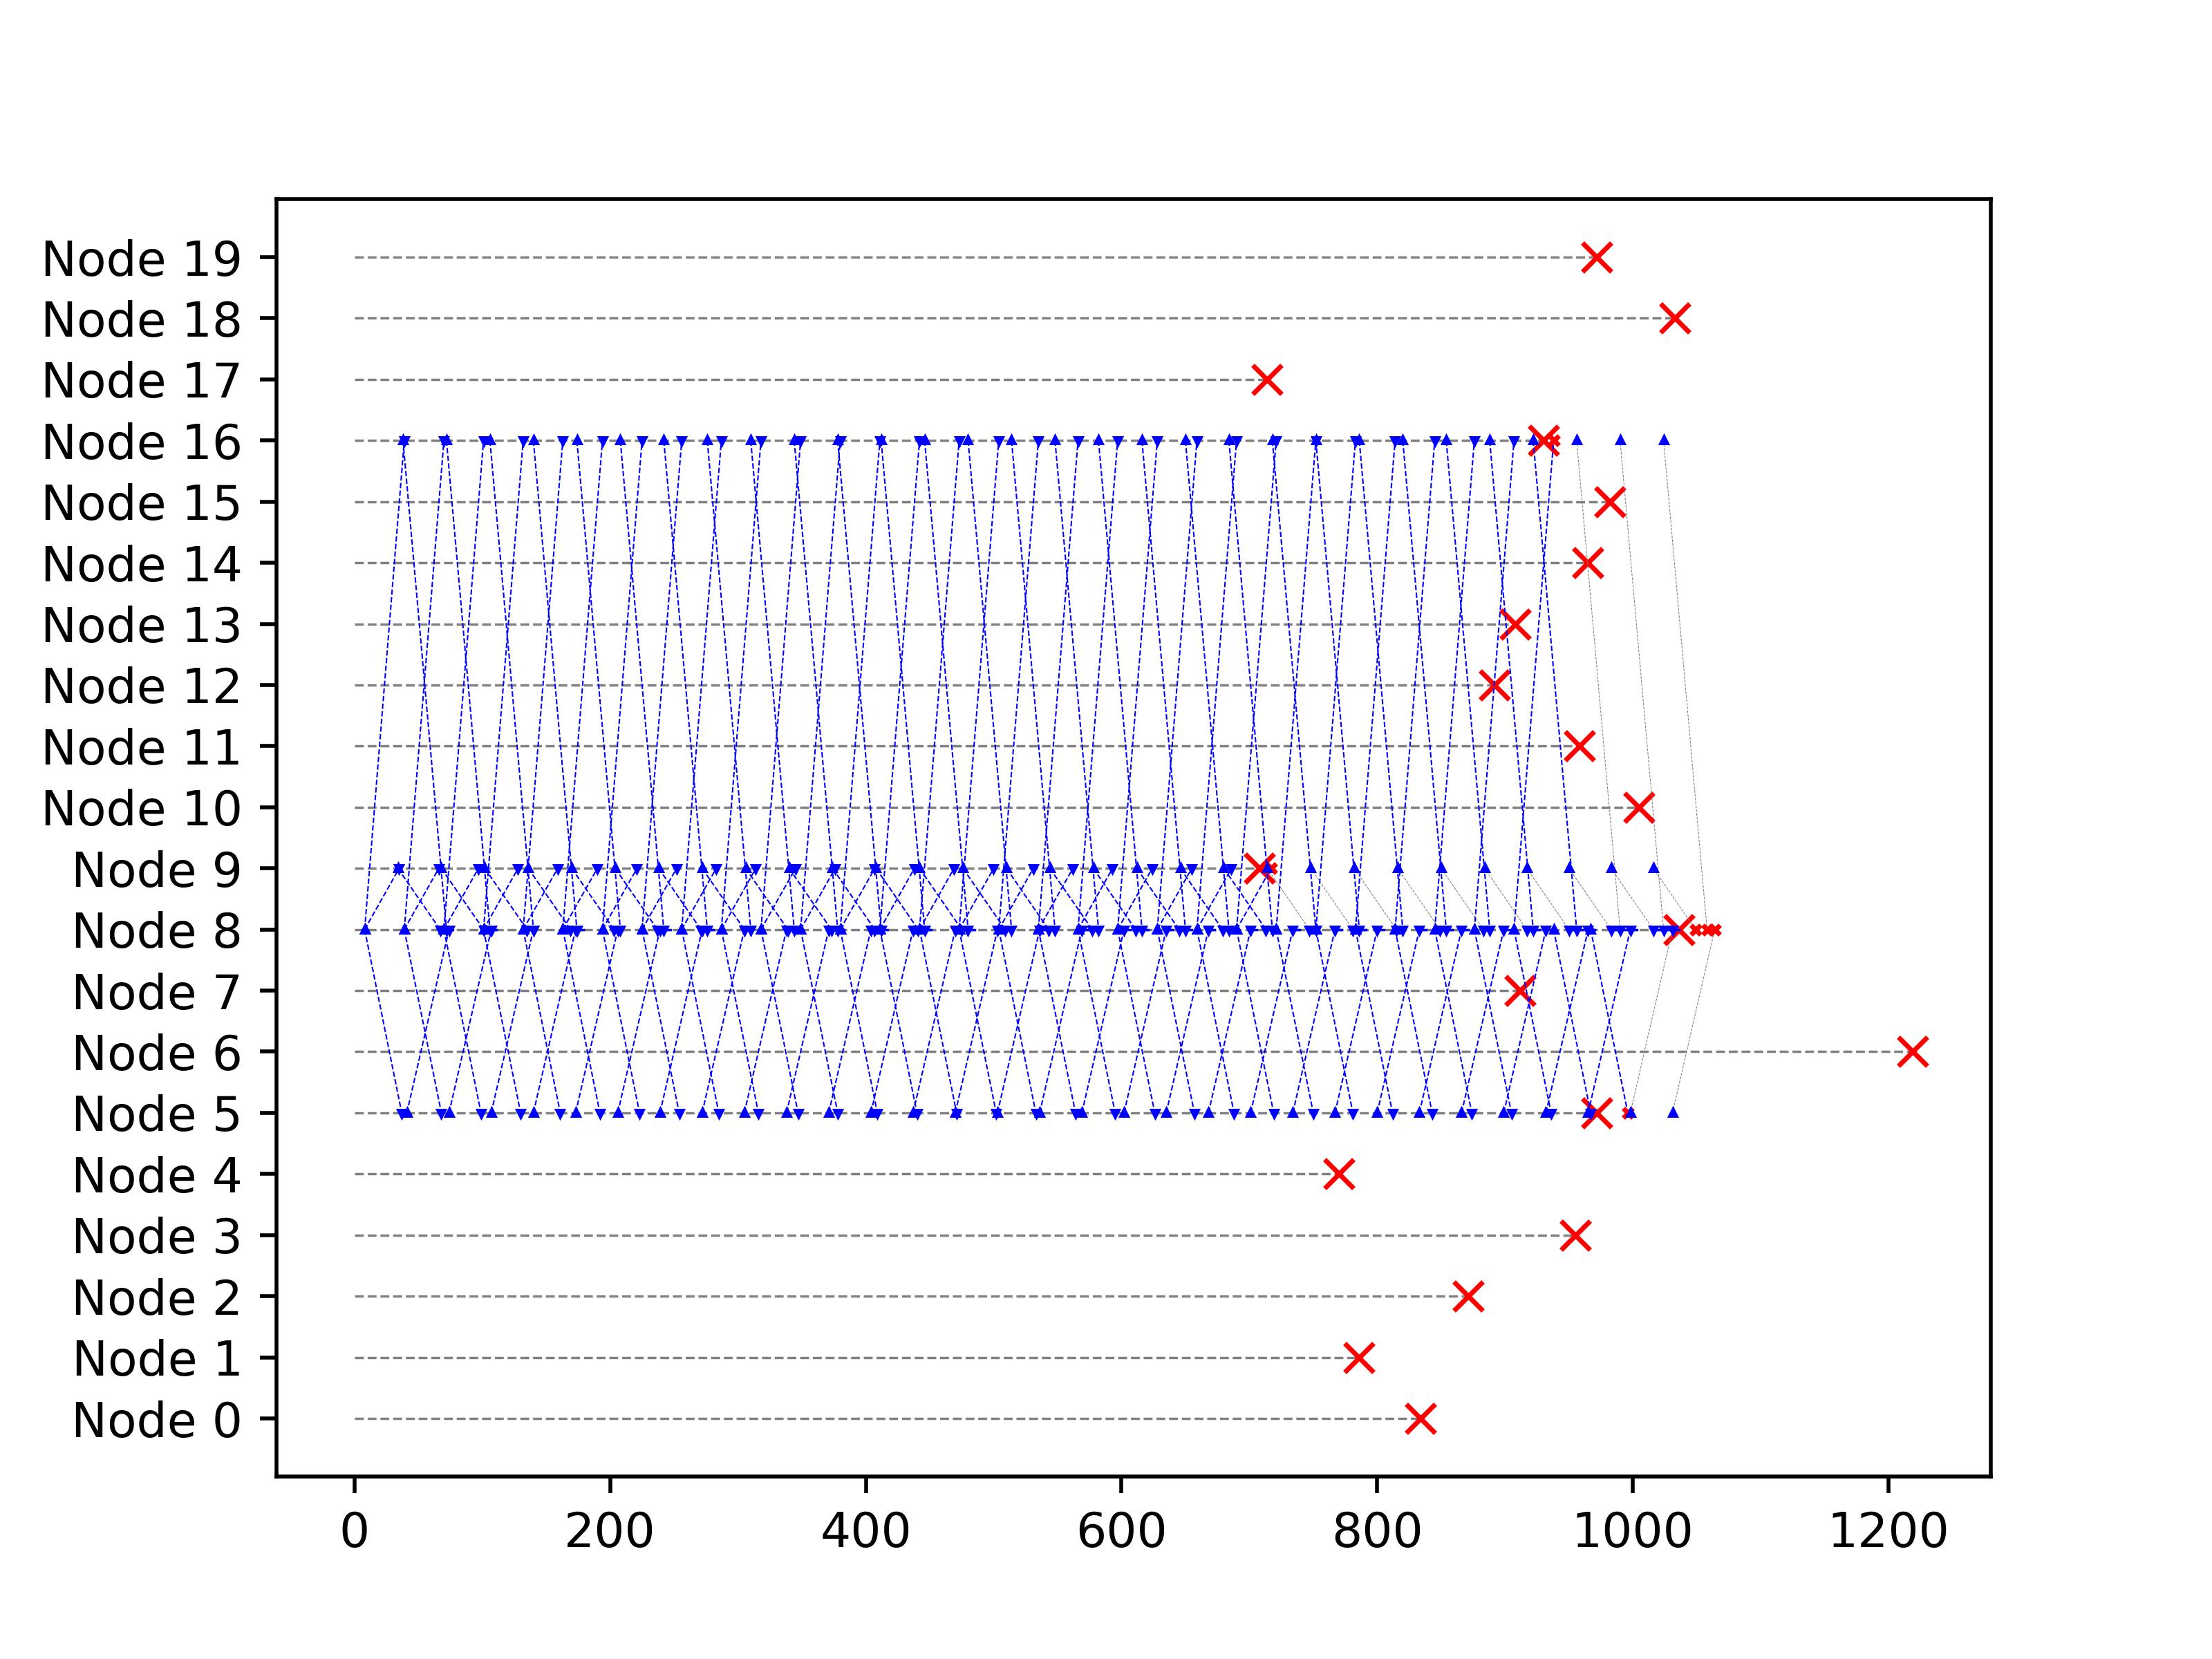 Node 19
Node 18
Node 17
Node 16
Node 15
Node 14
Node 13
Node 12
Node 11
Node 10
Node 9
Node 8
Node 7
Node 6
Node 5
Node 4
Node 3
Node 2
Node 1
Node 0
0 200 400 600 800 1000 1200